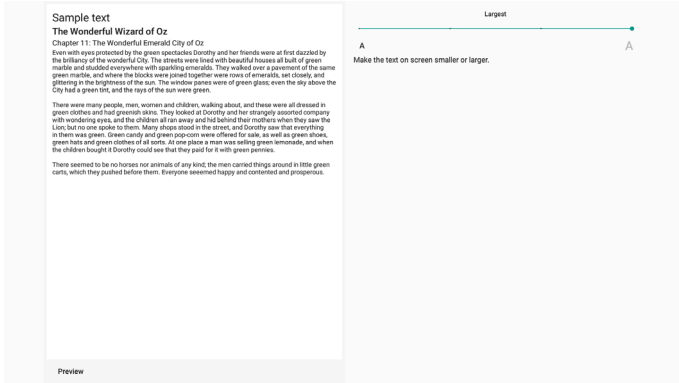 Sample text
The Wonderful Wizard of Oz
Chapter 11: The Wonderful Emerald City of Oz
Even with eyes protected by the green spectacles Dorothy and her friends were at first dazzled by
the brilliancy of the wonderful City. The streets were lined with beautiful houses all built of green
marble and studded everywhere with sparkling emeralds. They walked over a pavement of the same
green marble, and where the blocks were joined together were rows of emeralds, set closely, and
glittering in the brightness of the sun. The window panes were of green glass; even the sky above the
City had a green tint, and the rays of the sun were green.
There were many people, men, women and children, walking about, and these were all dressed in
green clothes and had greenish skins. They looked at Dorothy and her strangely assorted company
with wondering eyes, and the children all ran away and hid behind their mothers when they saw the
Lion; but no one spoke to them. Many shops stood in the street, and Dorothy saw that everything
in them was green. Green candy and green pop-corn were offered for sale, as well as green shoes,
green hats and green clothes of all sorts. At one place a man was selling green lemonade, and when
the children bought it Dorothy could see that they paid for it with green pennies.
There seemed to be no horses nor animals of any kind; the men carried things around in little green
carts, which they pushed before them. Everyone seeemed happy and contented and prosperous.
Preview
Largest
A A
Make the text on screen smaller or larger.